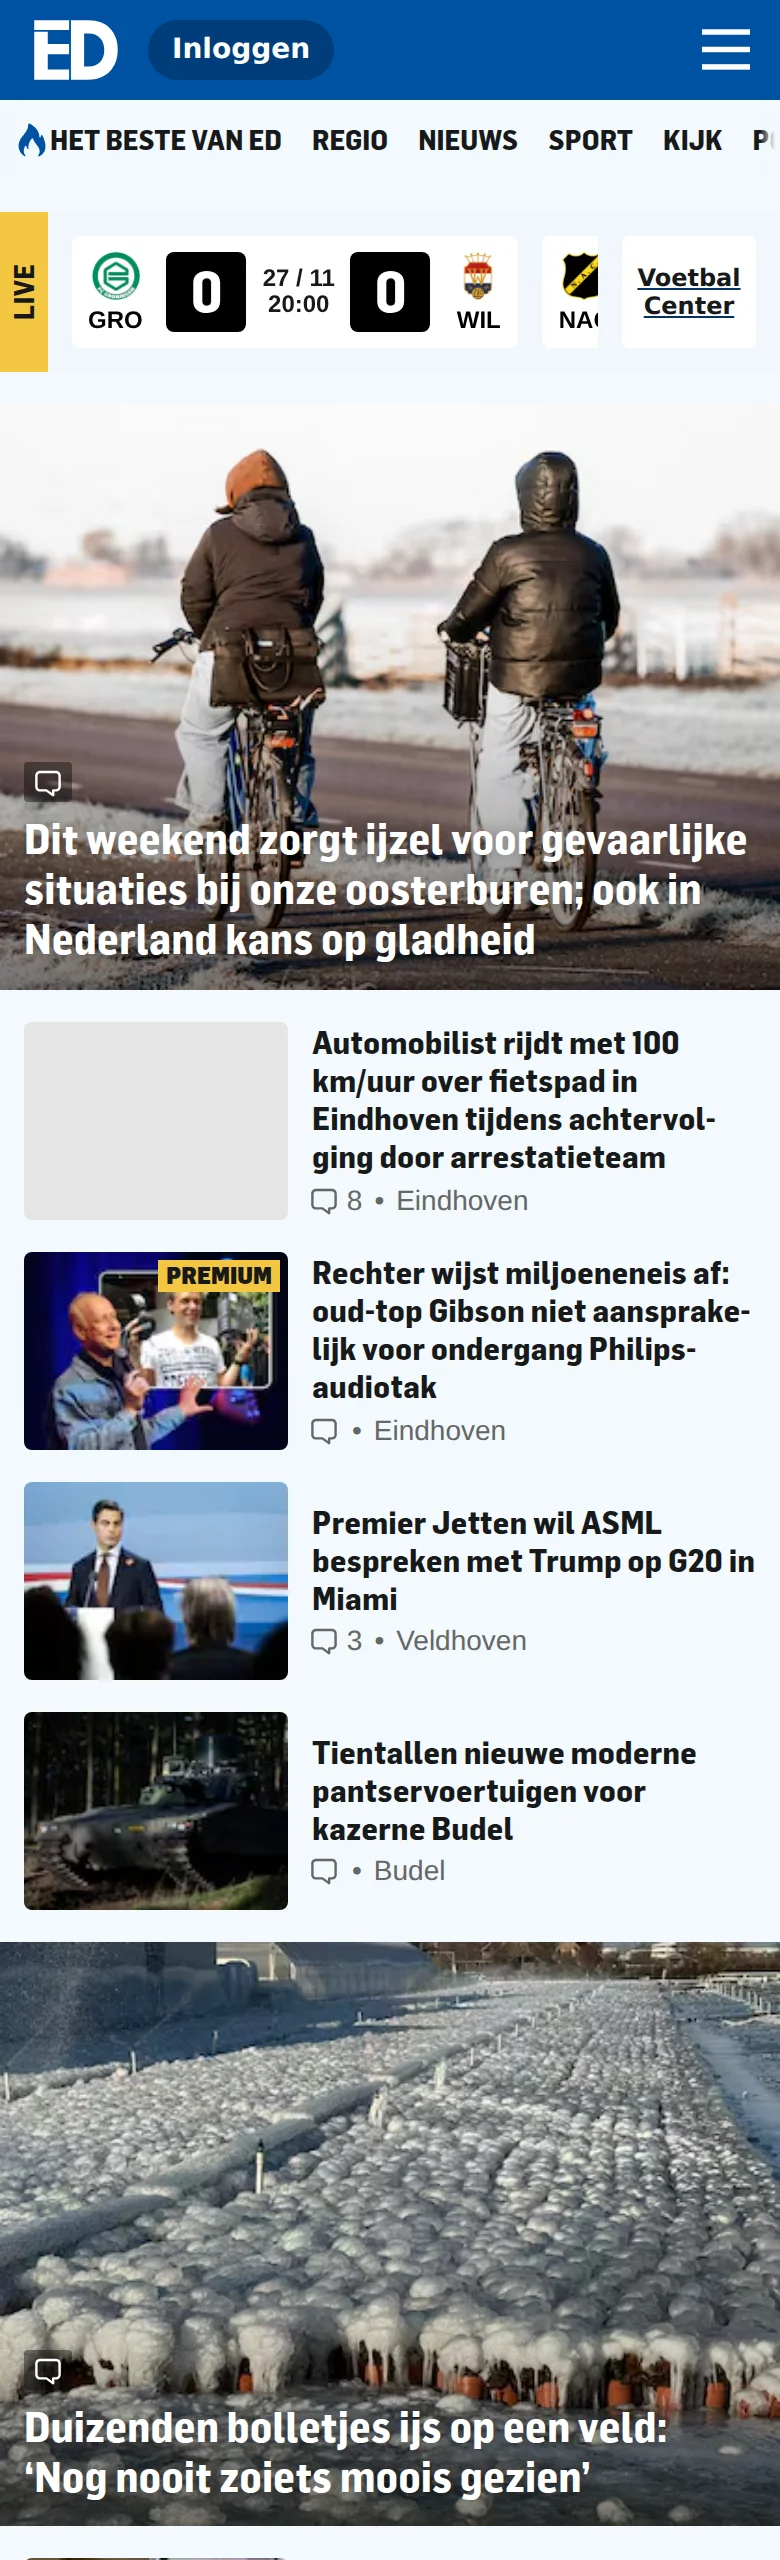 ED
Inloggen
HET BESTE VAN ED REGIO NIEUWS SPORT KIJK
LIVE
GRO
0
27 / 11
20:00
0
WIL
Voetbal
Center
Dit weekend zorgt ijzel voor gevaarlijke
situaties bij onze oosterburen; ook in
Nederland kans op gladheid
Automobilist rijdt met 100
km/uur over fietspad in
Eindhoven tijdens achtervol-
ging door arrestatieteam
8 • Eindhoven
PREMIUM
Rechter wijst miljoeneneis af:
oud-top Gibson niet aansprake-
lijk voor ondergang Philips-
audiotak
• Eindhoven
Premier Jetten wil ASML
bespreken met Trump op G20 in
Miami
3 • Veldhoven
Tientallen nieuwe moderne
pantservoertuigen voor
kazerne Budel
• Budel
Duizenden bolletjes ijs op een veld:
‘Nog nooit zoiets moois gezien’